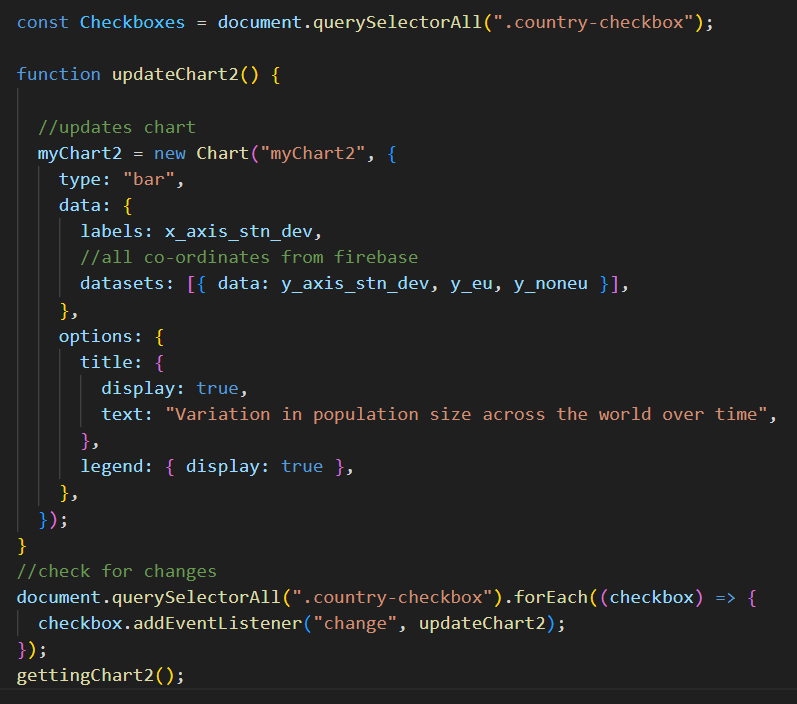 const Checkboxes = document.querySelectorAll(".country-checkbox");
function updateChart2() {
//updates chart
myChart2 = new Chart("myChart2", {
type: "bar",
data: {
labels: x_axis_stn_dev,
//all co-ordinates from firebase
datasets: [{ data: y_axis_stn_dev, y_eu, y_noneu }],
},
options: {
title: {
display: true,
text: "Variation in population size across the world over time",
},
legend: { display: true },
},
});
}
//check for changes
document.querySelectorAll(".country-checkbox").forEach((checkbox) => {
checkbox.addEventListener("change", updateChart2);
});
gettingChart2();